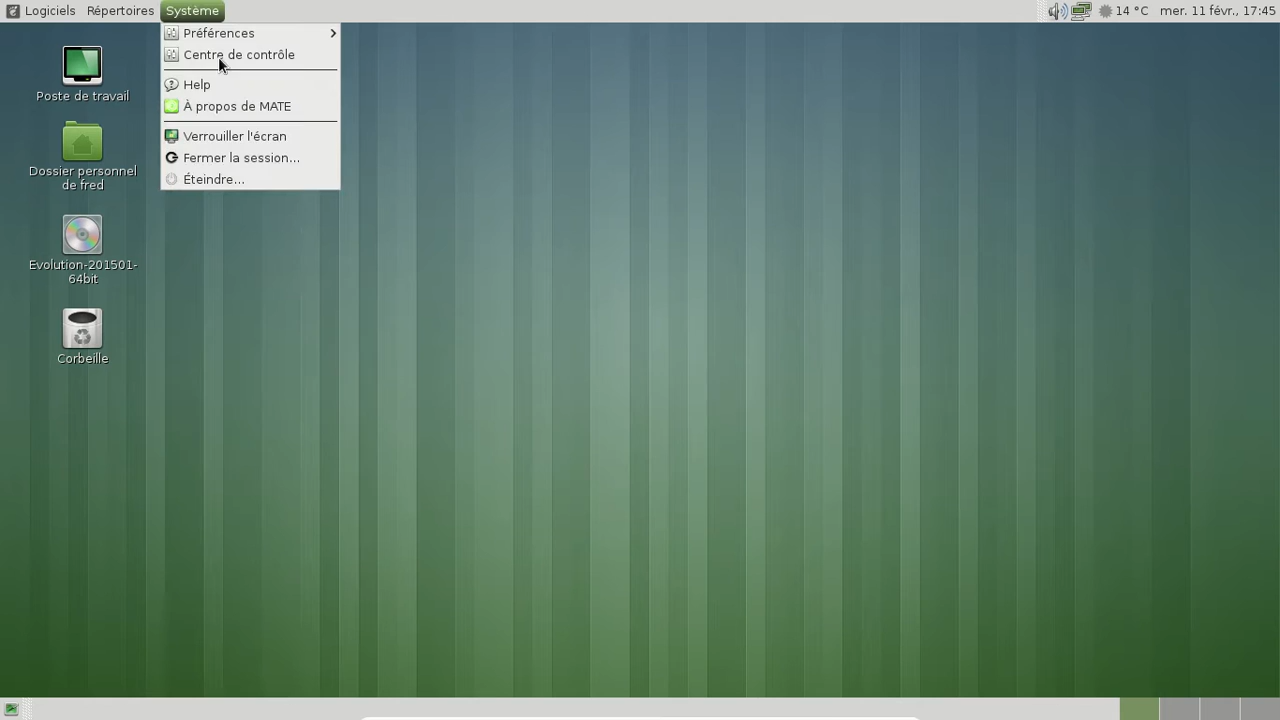 Logiciels Répertoires Système 14 °C mer. 11 févr., 17:45
Préférences
Centre de contrôle
Help
À propos de MATE
Verrouiller l'écran
Fermer la session...
Éteindre...
Poste de travail
Dossier personnel
de fred
Evolution-201501-
64bit
Corbeille